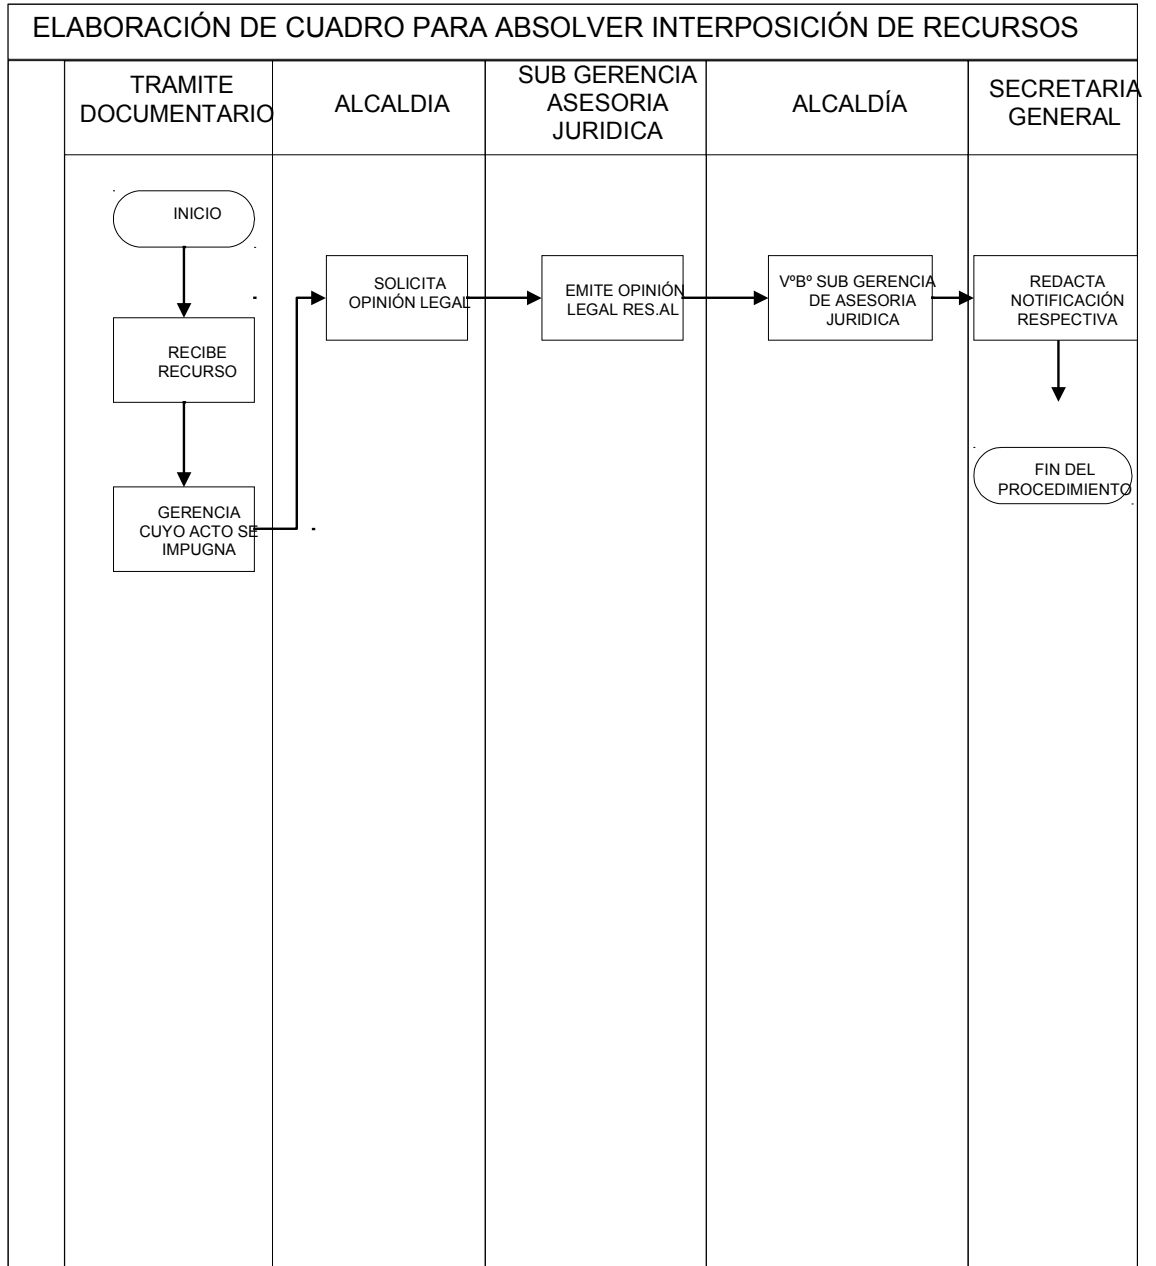 ELABORACIÓN DE CUADRO PARA ABSOLVER INTERPOSICIÓN DE RECURSOS
TRAMITE
DOCUMENTARIO
ALCALDIA
SUB GERENCIA
ASESORIA
JURIDICA
ALCALDÍA
SECRETARIA
GENERAL
INICIO
RECIBE
RECURSO
GERENCIA
CUYO ACTO SE
IMPUGNA
SOLICITA
OPINIÓN LEGAL
EMITE OPINIÓN
LEGAL RES.AL
VºBº SUB GERENCIA
DE ASESORIA
JURIDICA
REDACTA
NOTIFICACIÓN
RESPECTIVA
FIN DEL
PROCEDIMIENTO